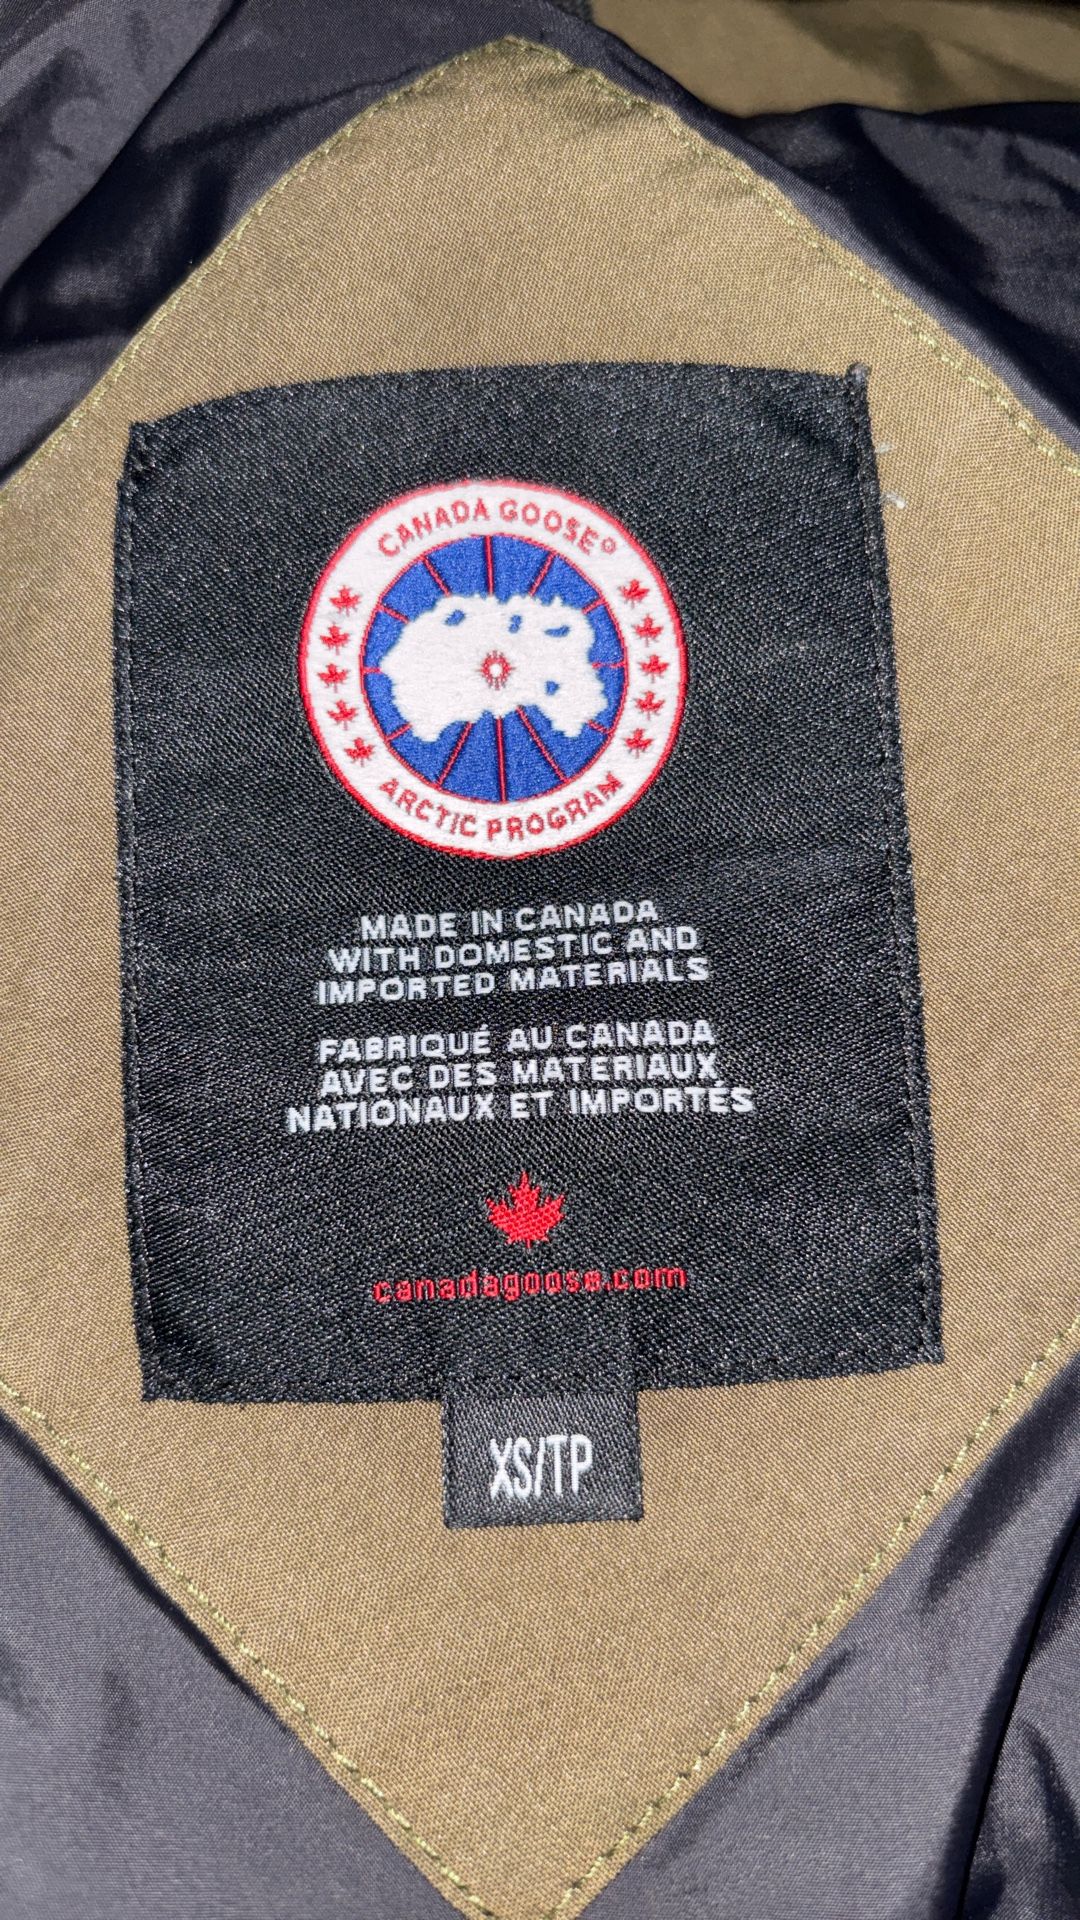 CANADA GOOSE®
ARCTIC PROGRAM
MADE IN CANADA
WITH DOMESTIC AND
IMPORTED MATERIALS
FABRIQUÉ AU CANADA
AVEC DES MATERIAUX
NATIONAUX ET IMPORTÉS
canadagoose.com
XS/TP